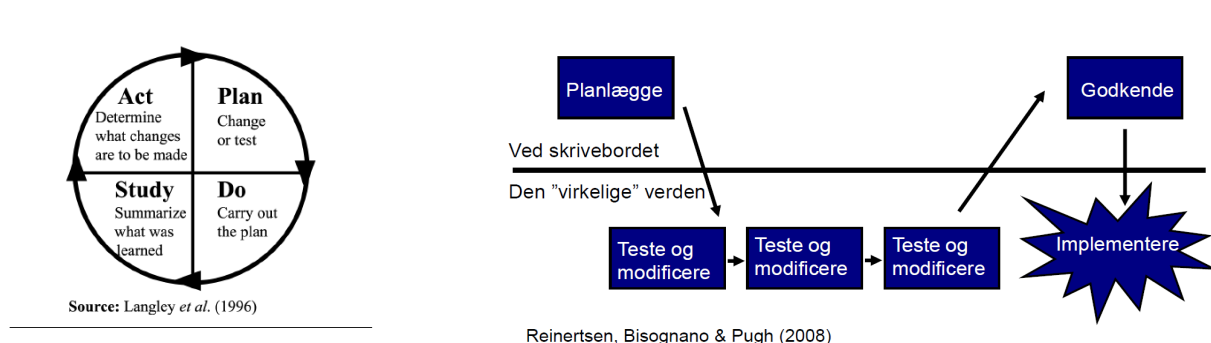 Act
Determine
what changes
are to be made
Plan
Change
or test
Study
Summarize
what was
learned
Do
Carry out
the plan
Source: Langley et al. (1996)
Planlægge
Godkende
Ved skrivebordet
Den ”virkelige” verden
Teste og
modificere
Teste og
modificere
Teste og
modificere
Implementere
Reinertsen, Bisognano & Pugh (2008)